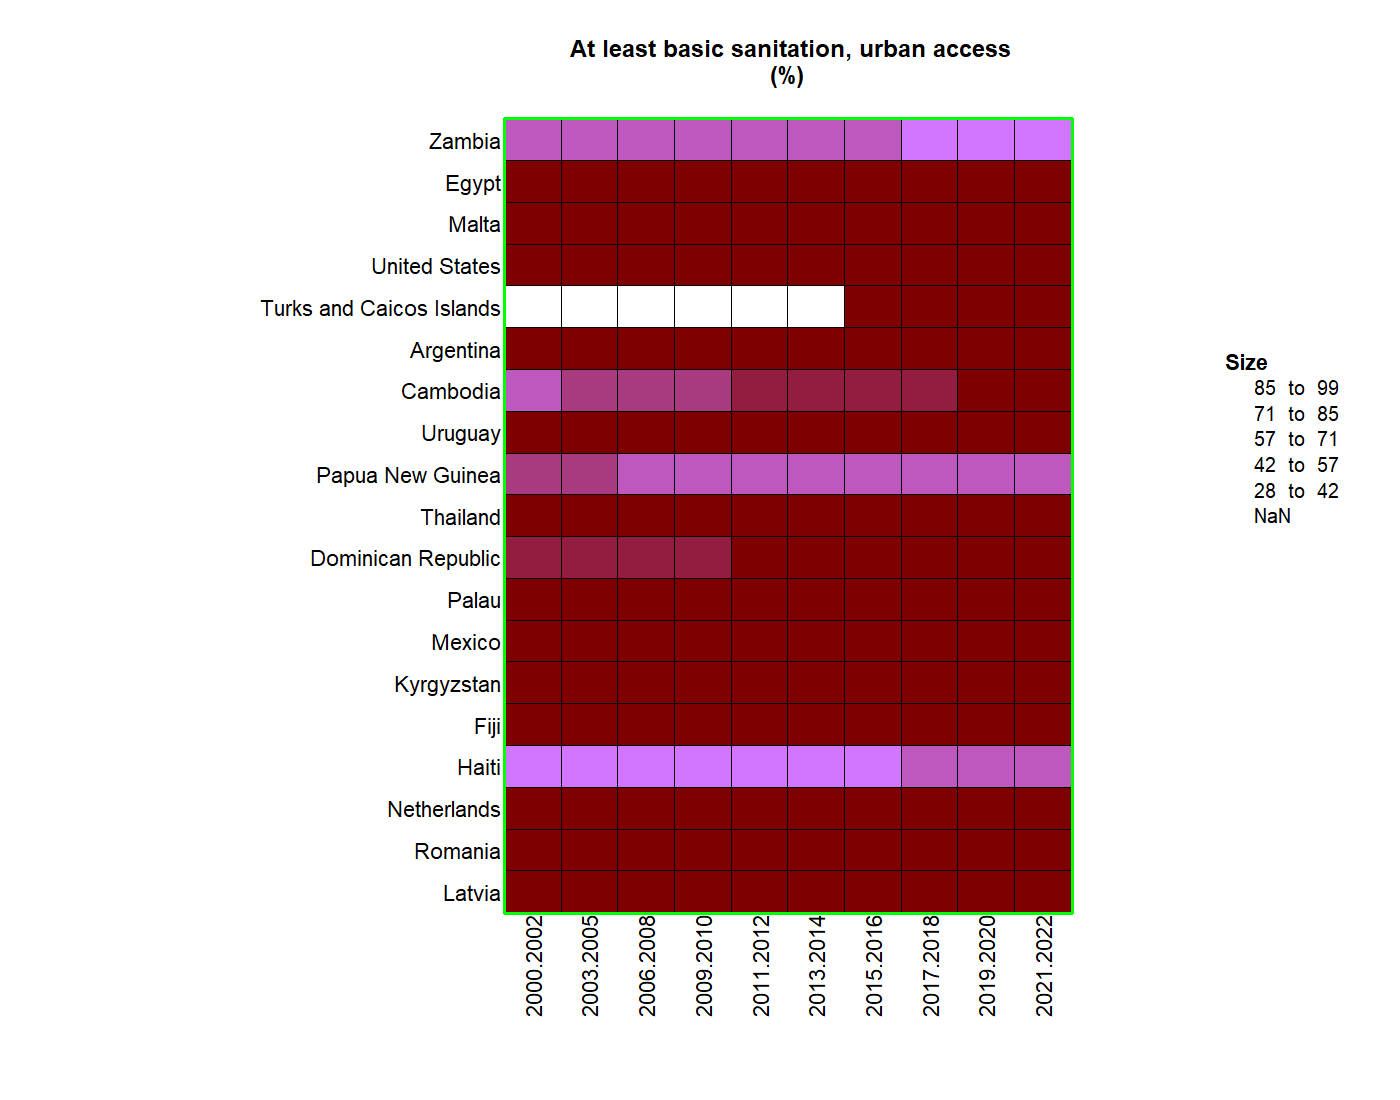 At least basic sanitation, urban access
(%)
Zambia
Egypt
Malta
United States
Turks and Caicos Islands
Argentina
Cambodia
Uruguay
Papua New Guinea
Thailand
Dominican Republic
Palau
Mexico
Kyrgyzstan
Fiji
Haiti
Netherlands
Romania
Latvia
2000.2002
2003.2005
2006.2008
2009.2010
2011.2012
2013.2014
2015.2016
2017.2018
2019.2020
2021.2022
Size
85 to 99
71 to 85
57 to 71
42 to 57
28 to 42
NaN